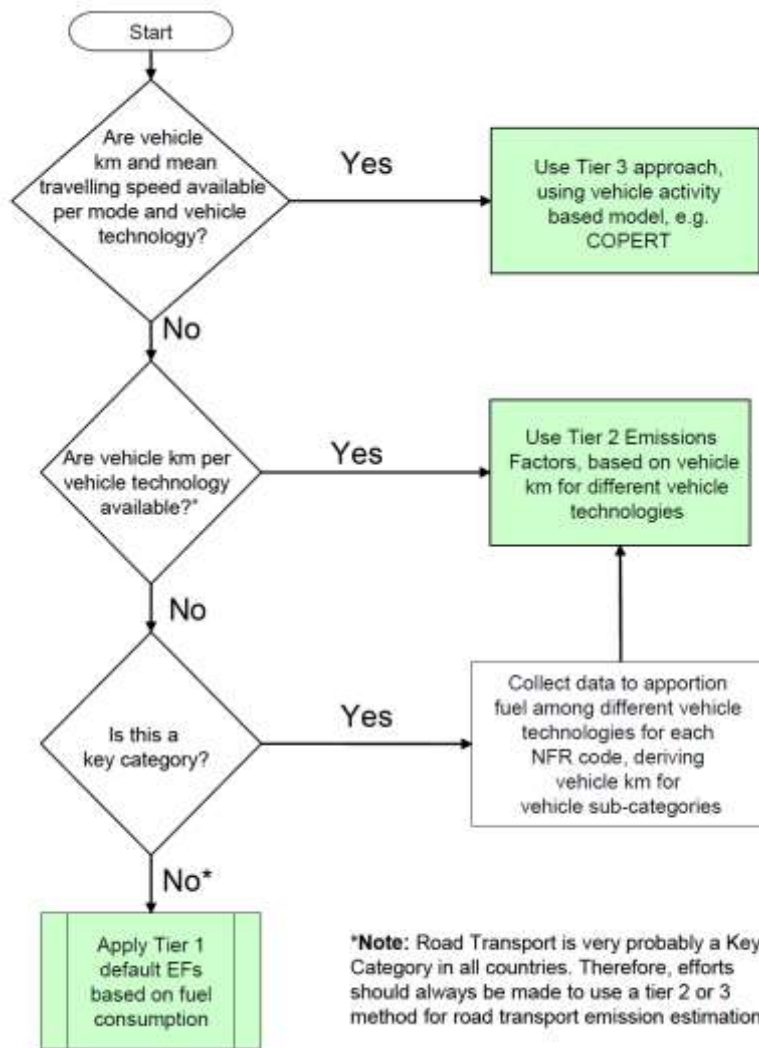 Start
Are vehicle
km and mean
travelling speed available
per mode and vehicle
technology?
Yes
Use Tier 3 approach,
using vehicle activity
based model, e.g.
COPERT
No
Are vehicle km per
vehicle technology
available?*
Yes
Use Tier 2 Emissions
Factors, based on vehicle
km for different vehicle
technologies
No
Is this a
key category?
Yes
Collect data to apportion
fuel among different vehicle
technologies for each
NFR code, deriving
vehicle km for
vehicle sub-categories
No*
Apply Tier 1
default EFs
based on fuel
consumption
*Note: Road Transport is very probably a Key
Category in all countries. Therefore, efforts
should always be made to use a tier 2 or 3
method for road transport emission estimation